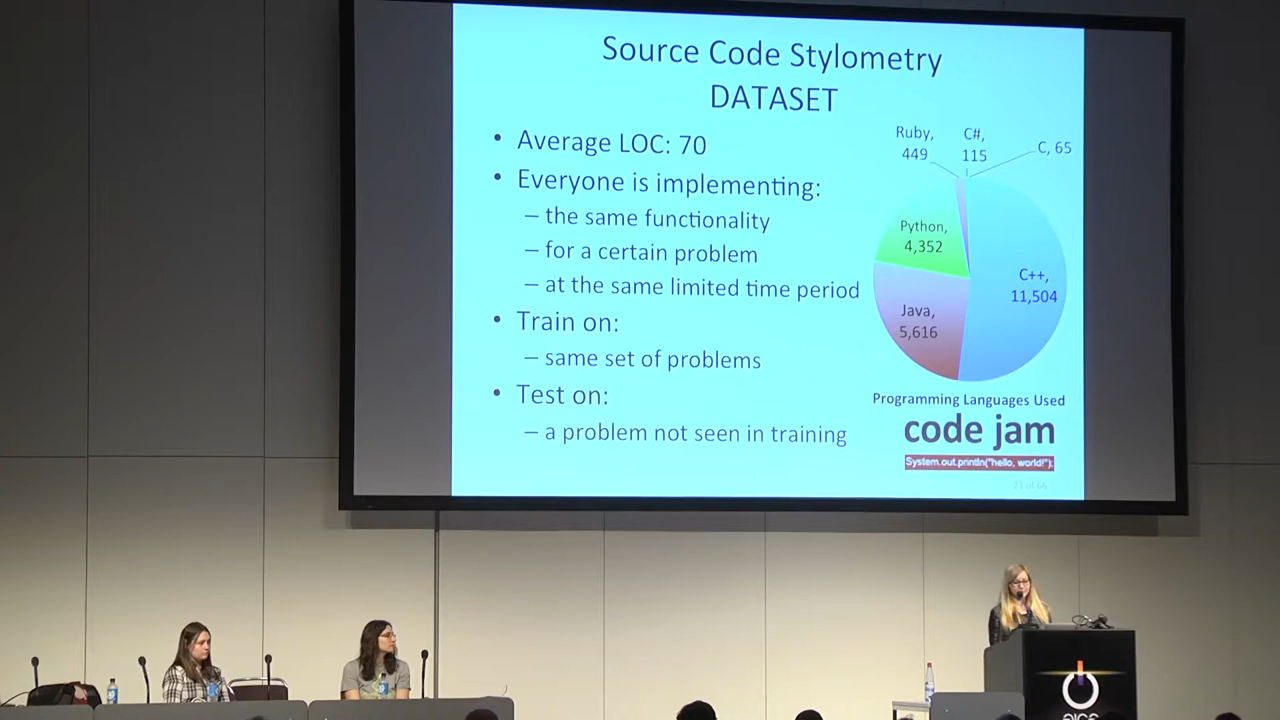 Source Code Stylometry
DATASET
• Average LOC: 70
• Everyone is implementing:
– the same functionality
– for a certain problem
– at the same limited time period
• Train on:
– same set of problems
• Test on:
– a problem not seen in training
Ruby,
449
C#,
115
C, 65
Python,
4,352
C++,
11,504
Java,
5,616
Programming Languages Used
code jam
System.out.println("hello, world!");
21 of 66